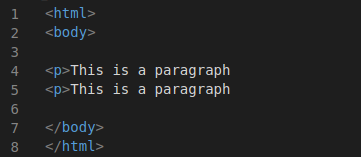 1 <html>
2 <body>
3
4 <p>This is a paragraph
5 <p>This is a paragraph
6
7 </body>
8 </html>